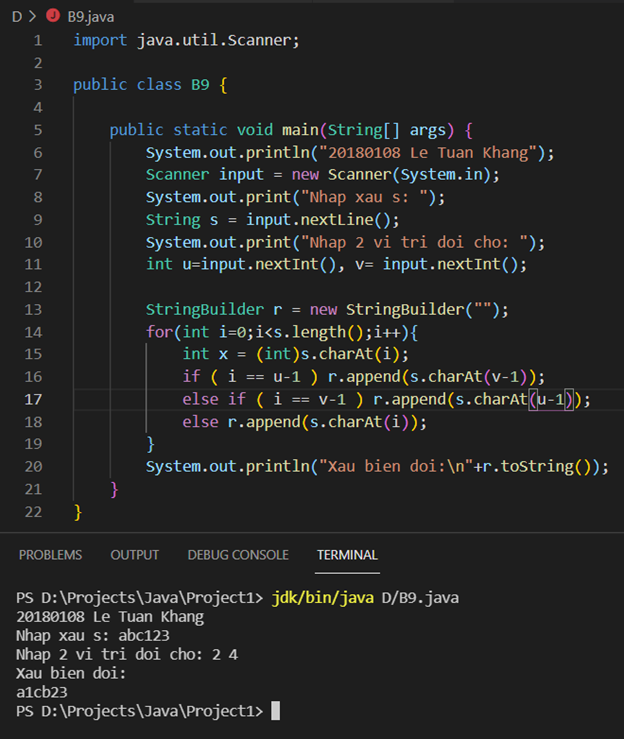 D > B9.java
1 import java.util.Scanner;
2
3 public class B9 {
4
5     public static void main(String[] args) {
6         System.out.println("20180108 Le Tuan Khang");
7         Scanner input = new Scanner(System.in);
8         System.out.print("Nhap xau s: ");
9         String s = input.nextLine();
10         System.out.print("Nhap 2 vi tri doi cho: ");
11         int u=input.nextInt(), v= input.nextInt();
12
13         StringBuilder r = new StringBuilder("");
14         for(int i=0;i<s.length();i++){
15             int x = (int)s.charAt(i);
16             if ( i == u-1 ) r.append(s.charAt(v-1));
17             else if ( i == v-1 ) r.append(s.charAt(u-1));
18             else r.append(s.charAt(i));
19         }
20         System.out.println("Xau bien doi:\n"+r.toString());
21     }
22 }
PROBLEMS OUTPUT DEBUG CONSOLE TERMINAL
PS D:\Projects\Java\Project1> jdk/bin/java D/B9.java
20180108 Le Tuan Khang
Nhap xau s: abc123
Nhap 2 vi tri doi cho: 2 4
Xau bien doi:
a1cb23
PS D:\Projects\Java\Project1>